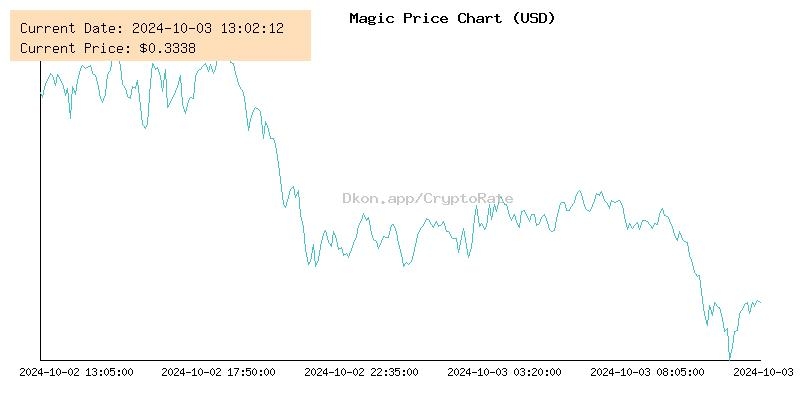 Magic Price Chart (USD)
Current Date: 2024-10-03 13:02:12
Current Price: $0.3338
Dkon.app/CryptoRate
2024-10-02 13:05:00 2024-10-02 17:50:00 2024-10-02 22:35:00 2024-10-03 03:20:00 2024-10-03 08:05:00 2024-10-03